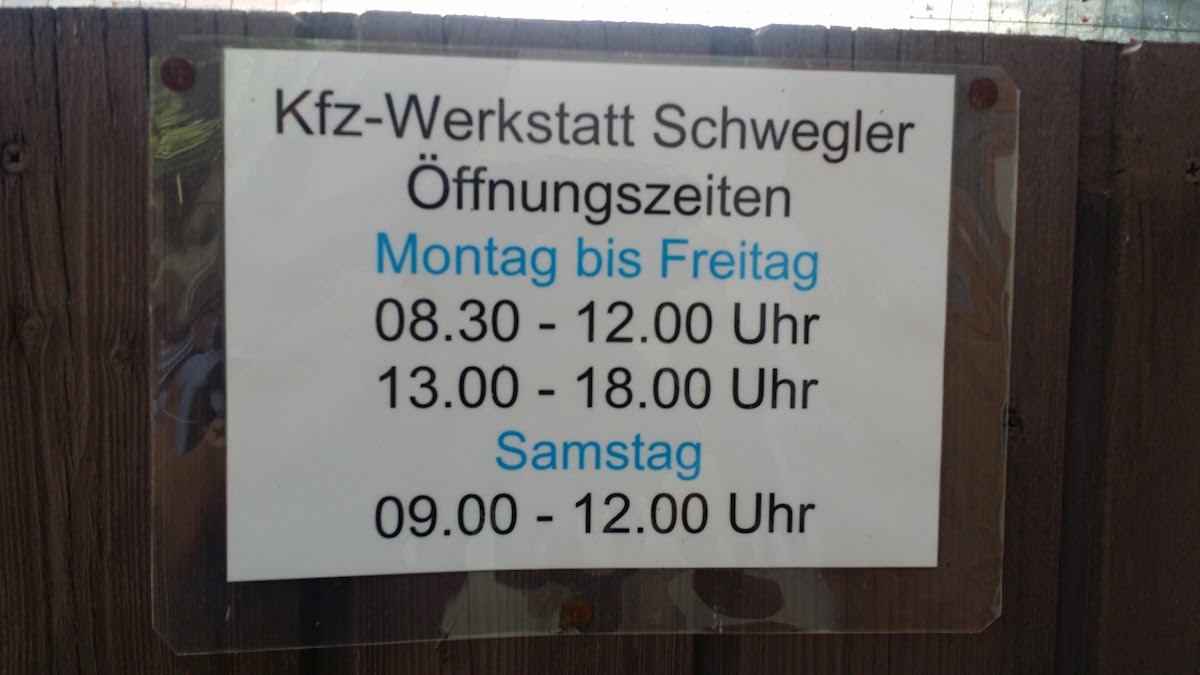 Kfz-Werkstatt Schwegler
Öffnungszeiten
Montag bis Freitag
08.30 - 12.00 Uhr
13.00 - 18.00 Uhr
Samstag
09.00 - 12.00 Uhr